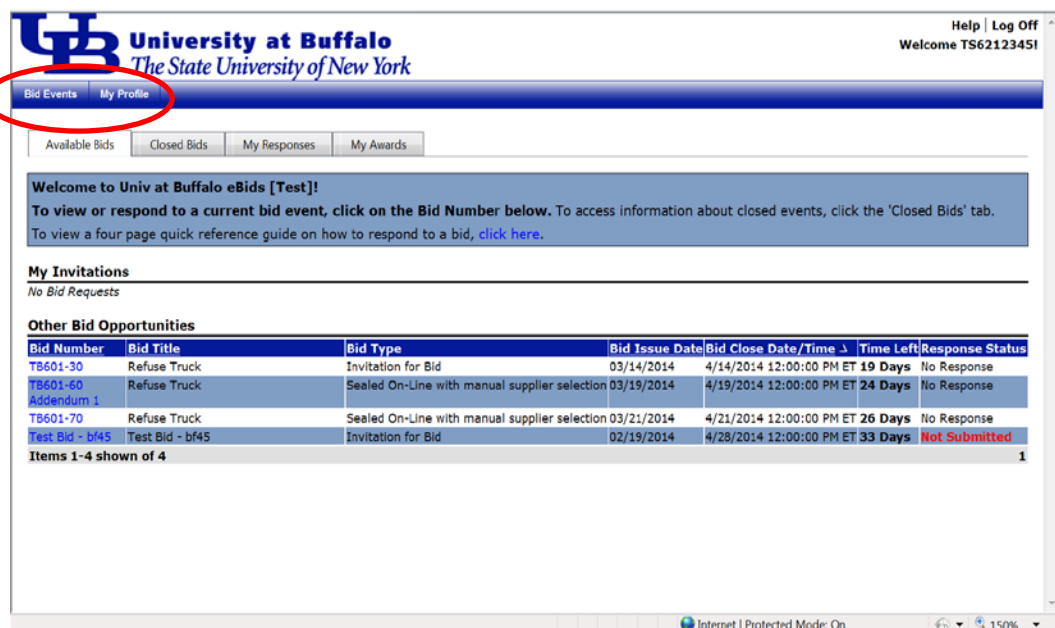 UB
University at Buffalo
The State University of New York
Help | Log Off
Welcome TS6212345!
Bid Events My Profile
Available Bids Closed Bids My Responses My Awards
Welcome to Univ at Buffalo eBids [Test]!
To view or respond to a current bid event, click on the Bid Number below. To access information about closed events, click the 'Closed Bids' tab.
To view a four page quick reference guide on how to respond to a bid, click here.
My Invitations
No Bid Requests
Other Bid Opportunities
Bid Number Bid Title Bid Type Bid Issue Date Bid Close Date/Time Time Left Response Status
TB601-30 Refuse Truck Invitation for Bid 03/14/2014 4/14/2014 12:00:00 PM ET 19 Days No Response
TB601-60 Refuse Truck Sealed On-Line with manual supplier selection 03/19/2014 4/19/2014 12:00:00 PM ET 24 Days No Response
Addendum 1
TB601-70 Refuse Truck Sealed On-Line with manual supplier selection 03/21/2014 4/21/2014 12:00:00 PM ET 26 Days No Response
Test Bid - bf45 Test Bid - bf45 Invitation for Bid 02/19/2014 4/28/2014 12:00:00 PM ET 33 Days Not Submitted
Items 1-4 shown of 4 1
Internet | Protected Mode: On 150%